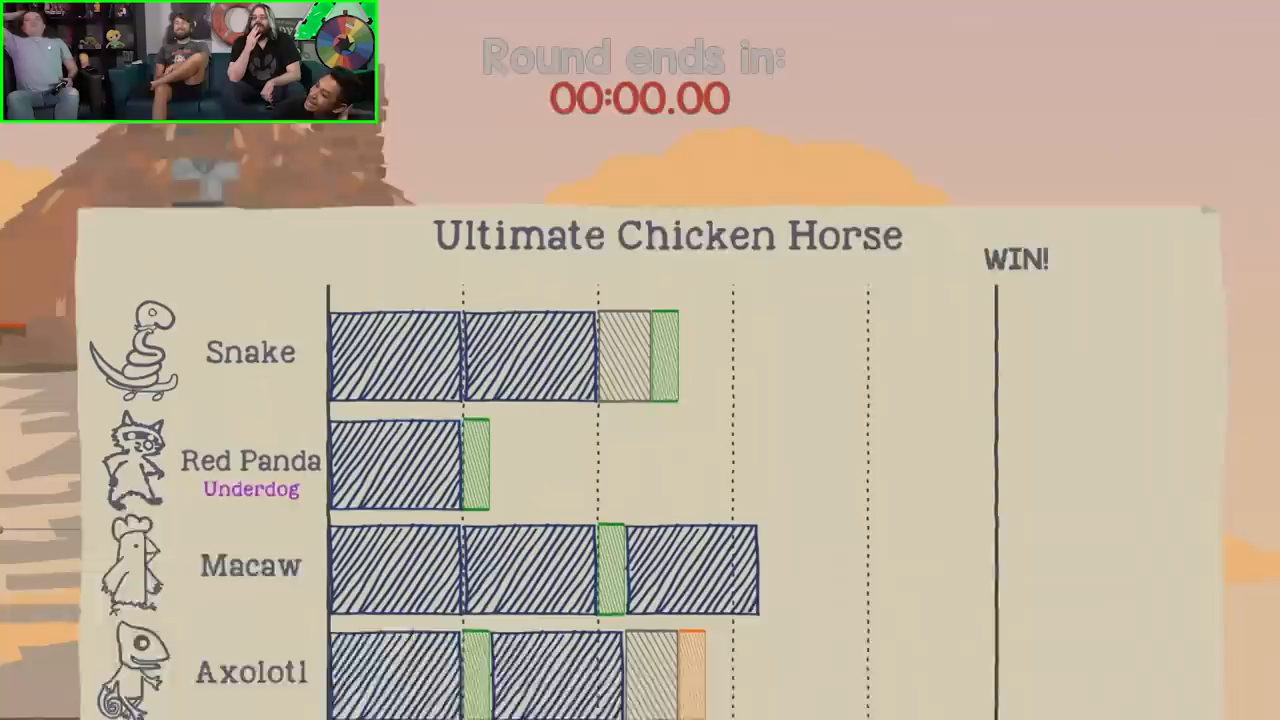 Round ends in:
00:00.00
Ultimate Chicken Horse
WIN!
Snake
Red Panda
Underdog
Macaw
Axolotl